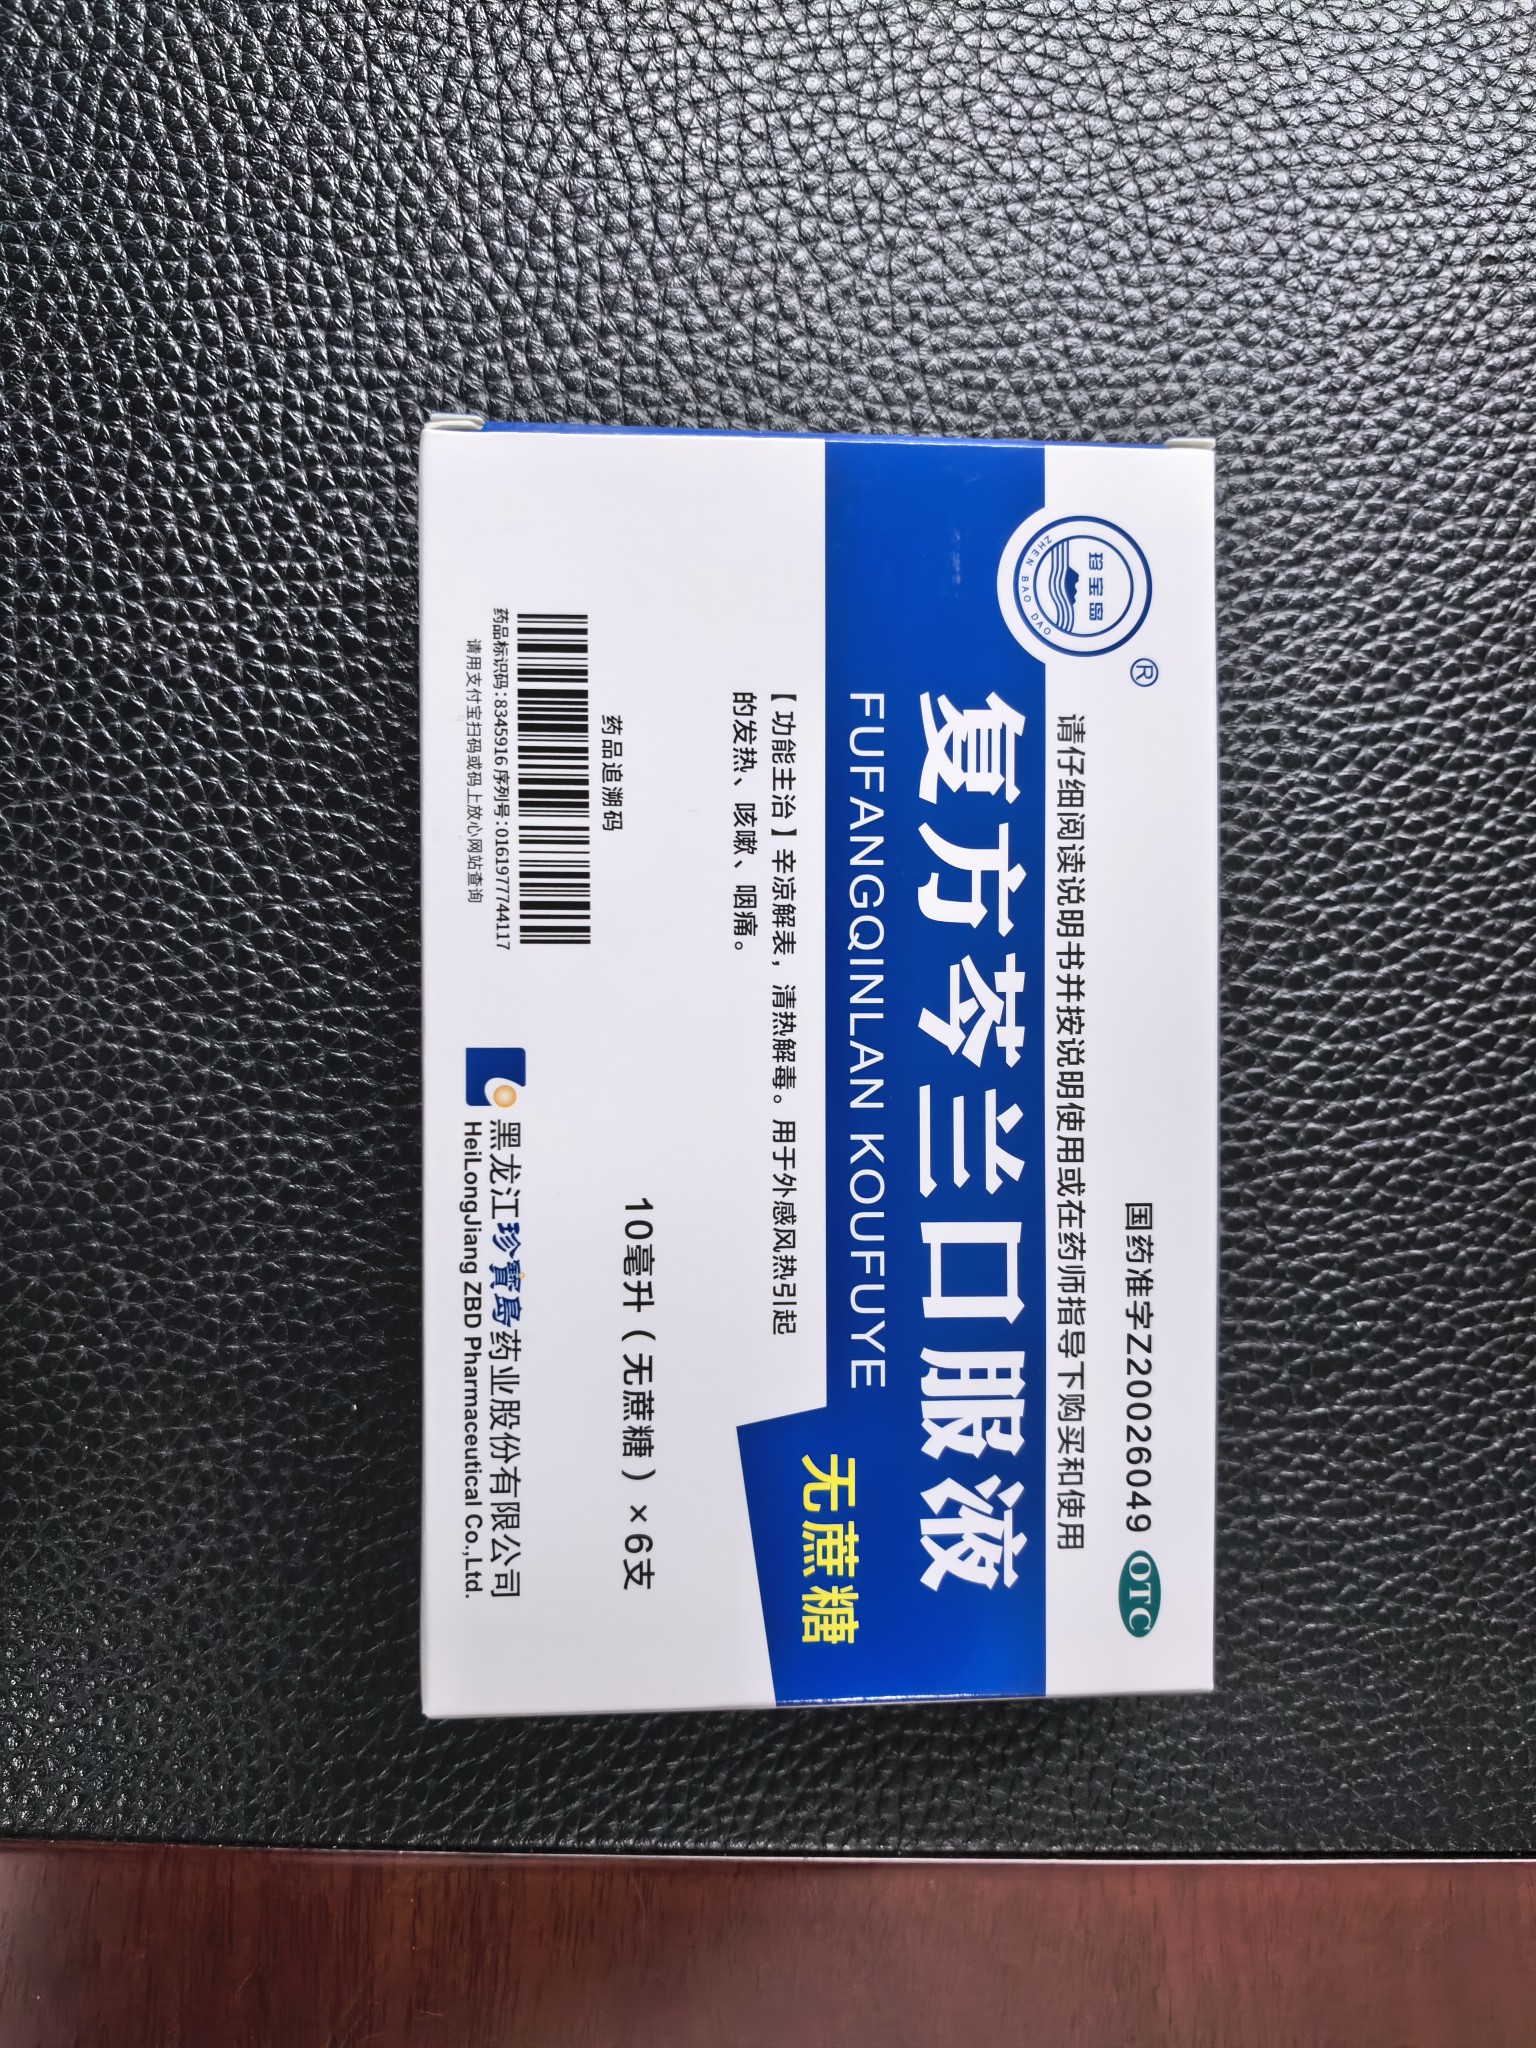 国药准字Z20026049 OTC
珍宝岛
ZHEN BAO DAO
®
请仔细阅读说明书并按说明使用或在药师指导下购买和使用
复方芩兰口服液
FUFANGQINLAN KOUFUYE
无蔗糖
【功能主治】辛凉解表，清热解毒。用于外感风热引起
的发热、咳嗽、咽痛。
10毫升（无蔗糖）×6支
药品追溯码
药品标识码:8345916 序列号:0161977744117
请用支付宝扫码或码上放心网站查询
黑龙江珍寶島药业股份有限公司
HeiLongJiang ZBD Pharmaceutical Co.,Ltd.